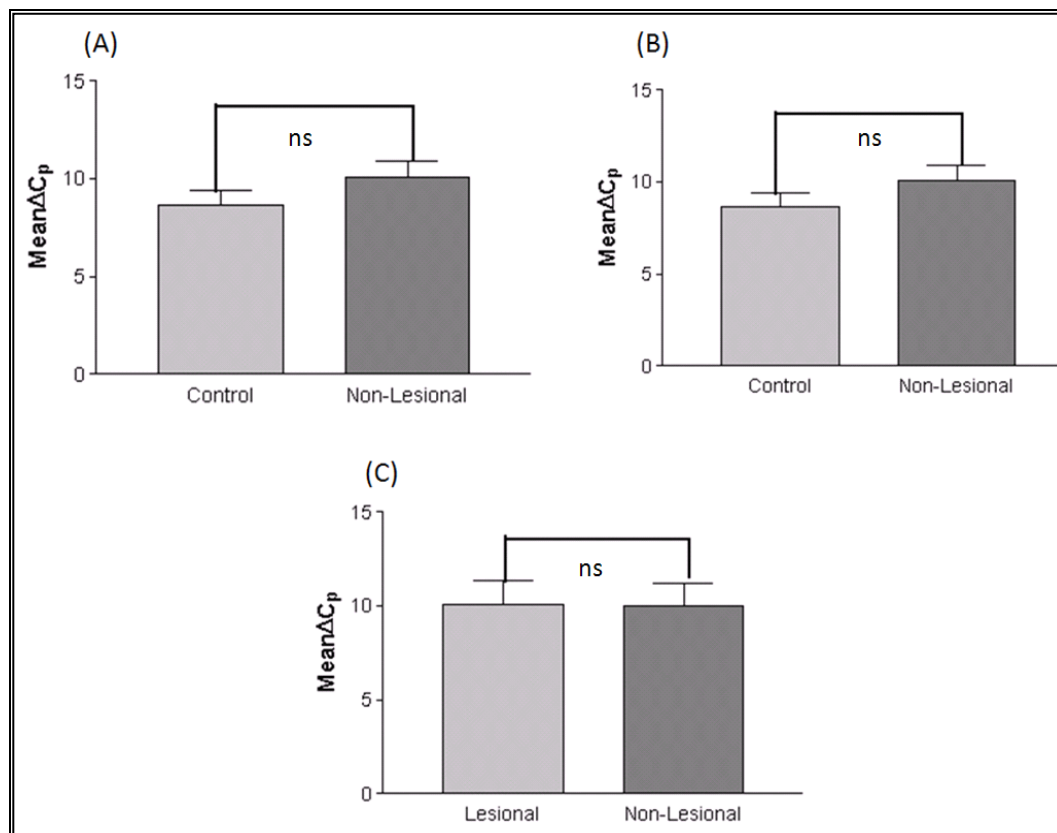 (A)
15
10
5
0
MeanΔCp
ns
Control Non-Lesional
(B)
15
10
5
0
MeanΔCp
ns
Control Non-Lesional
(C)
15
10
5
0
MeanΔCp
ns
Lesional Non-Lesional